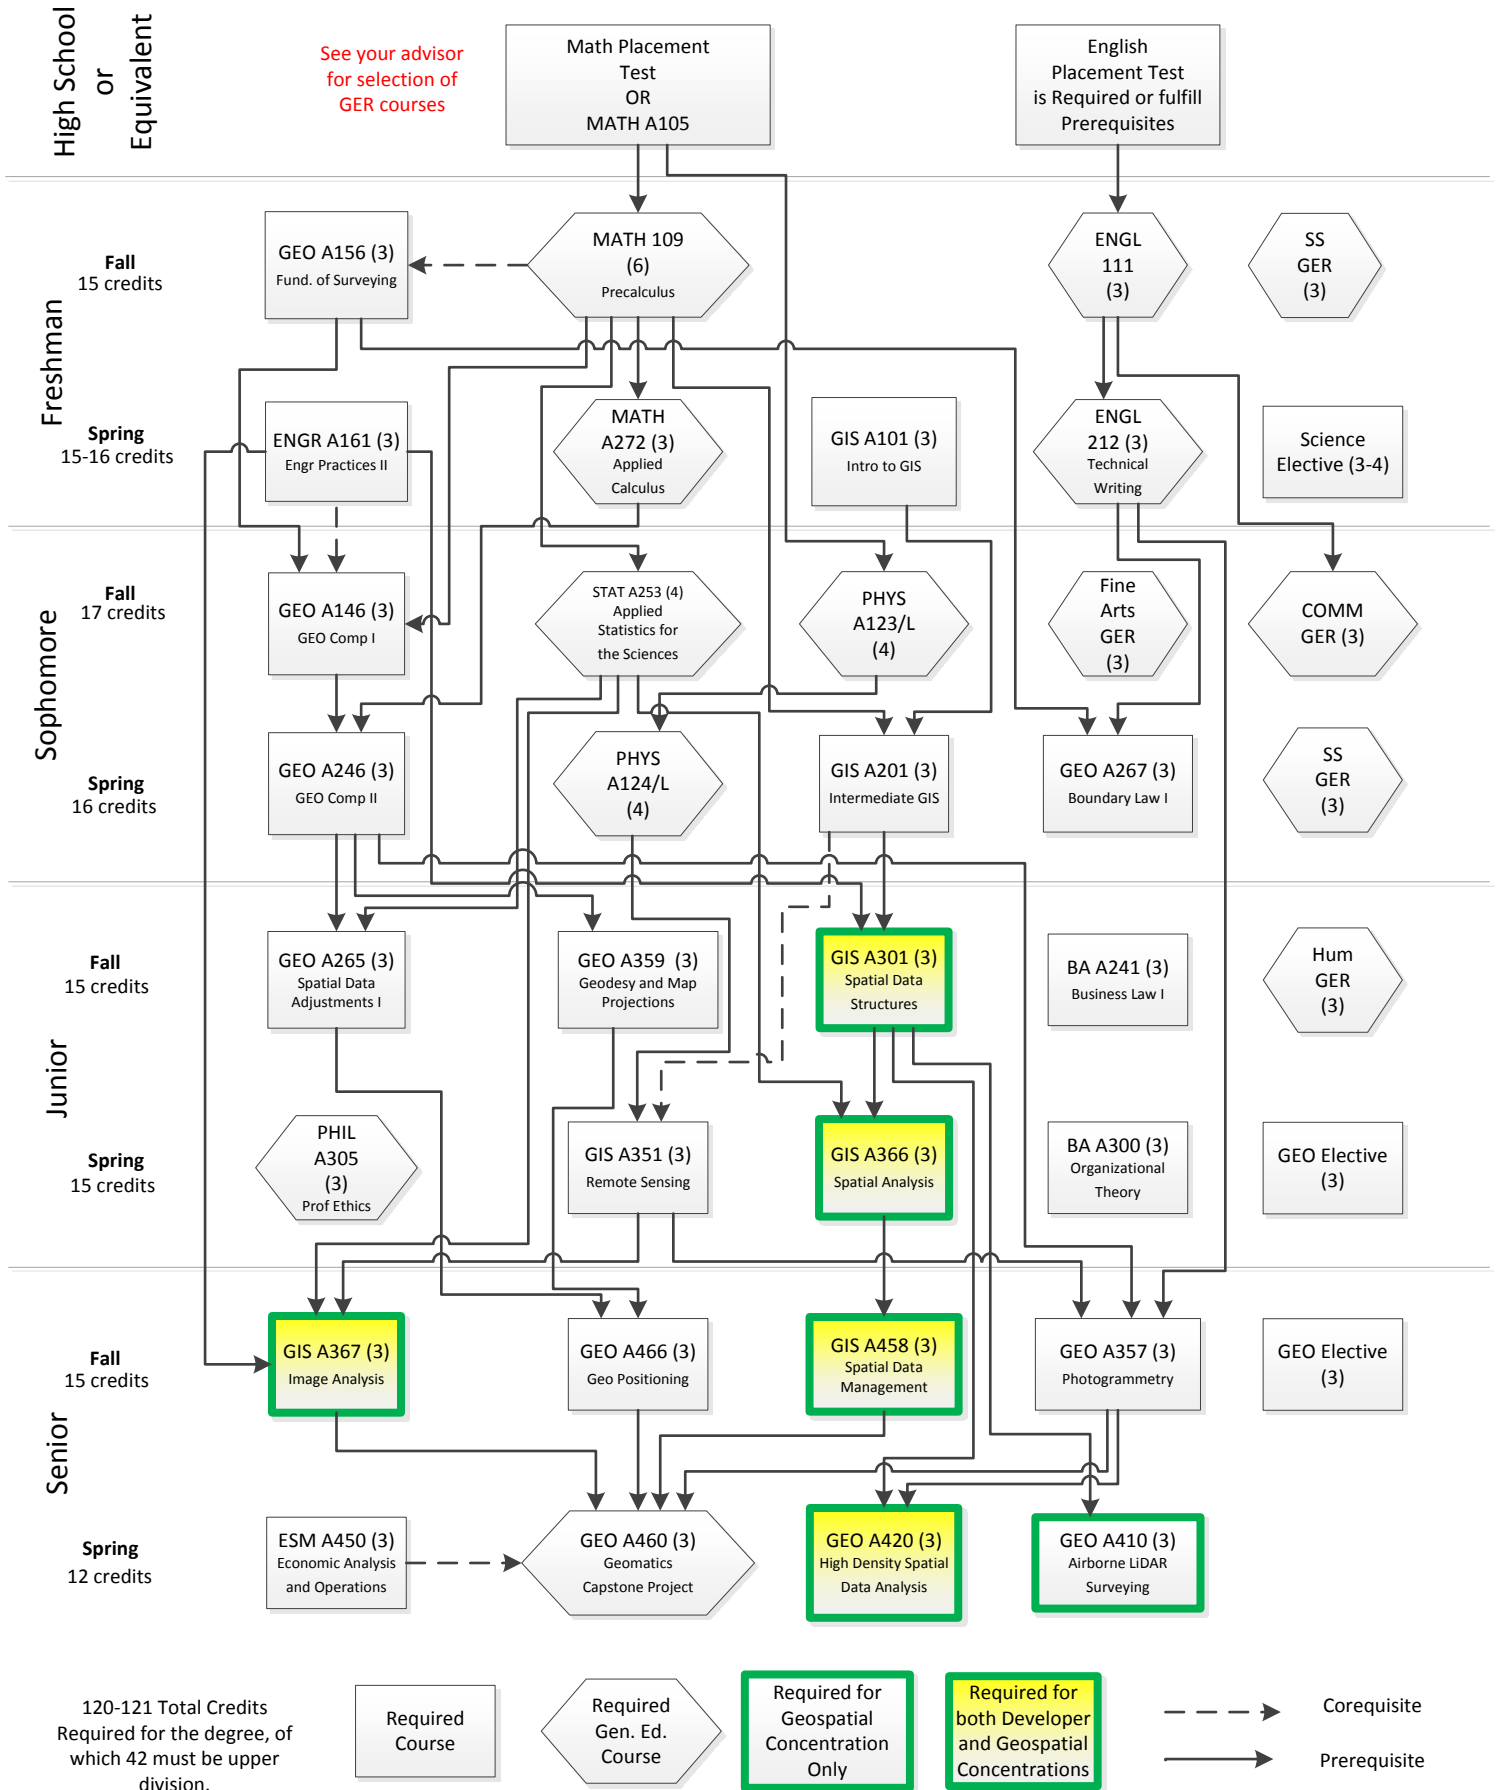 High School
or
Equivalent
See your advisor
for selection of
GER courses
Math Placement
Test
OR
MATH A105
English
Placement Test
is Required or fulfill
Prerequisites
Freshman
Fall
15 credits
GEO A156 (3)
Fund. of Surveying
MATH 109
(6)
Precalculus
ENGL
111
(3)
SS
GER
(3)
Spring
15-16 credits
ENGR A161 (3)
Engr Practices II
MATH
A272 (3)
Applied
Calculus
GIS A101 (3)
Intro to GIS
ENGL
212 (3)
Technical
Writing
Science
Elective (3-4)
Sophomore
Fall
17 credits
GEO A146 (3)
GEO Comp I
STAT A253 (4)
Applied
Statistics for
the Sciences
PHYS
A123/L
(4)
Fine
Arts
GER
(3)
COMM
GER (3)
Spring
16 credits
GEO A246 (3)
GEO Comp II
PHYS
A124/L
(4)
GIS A201 (3)
Intermediate GIS
GEO A267 (3)
Boundary Law I
SS
GER
(3)
Junior
Fall
15 credits
GEO A265 (3)
Spatial Data
Adjustments I
GEO A359 (3)
Geodesy and Map
Projections
GIS A301 (3)
Spatial Data
Structures
BA A241 (3)
Business Law I
Hum
GER
(3)
Spring
15 credits
PHIL
A305
(3)
Prof Ethics
GIS A351 (3)
Remote Sensing
GIS A366 (3)
Spatial Analysis
BA A300 (3)
Organizational
Theory
GEO Elective
(3)
Senior
Fall
15 credits
GIS A367 (3)
Image Analysis
GEO A466 (3)
Geo Positioning
GIS A458 (3)
Spatial Data
Management
GEO A357 (3)
Photogrammetry
GEO Elective
(3)
Spring
12 credits
ESM A450 (3)
Economic Analysis
and Operations
GEO A460 (3)
Geomatics
Capstone Project
GEO A420 (3)
High Density Spatial
Data Analysis
GEO A410 (3)
Airborne LiDAR
Surveying
120-121 Total Credits
Required for the degree, of
which 42 must be upper
division.
Required
Course
Required
Gen. Ed.
Course
Required for
Geospatial
Concentration
Only
Required for
both Developer
and Geospatial
Concentrations
Corequisite
Prerequisite